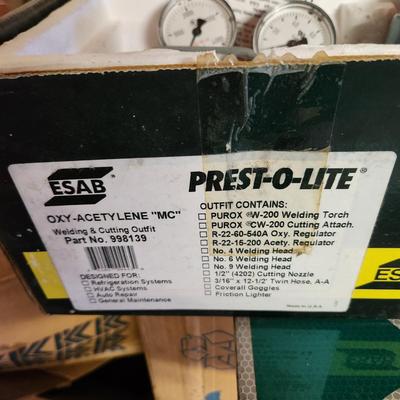 ESAB
PREST-O-LITE®
OXY-ACETYLENE "MC"
Welding & Cutting Outfit
Part No. 998139
DESIGNED FOR:
Refrigeration Systems
HVAC Systems
Auto Repair
General Maintenance
OUTFIT CONTAINS:
PUROX ® W-200 Welding Torch
PUROX ® CW-200 Cutting Attach.
R-22-60-540A Oxy. Regulator
R-22-15-200 Acety. Regulator
No. 4 Welding Head
No. 6 Welding Head
No. 9 Welding Head
1/2" (4202) Cutting Nozzle
3/16" x 12-1/2' Twin Hose, A-A
Coverall Goggles
Friction Lighter
Made in U.S.A.
ESAB